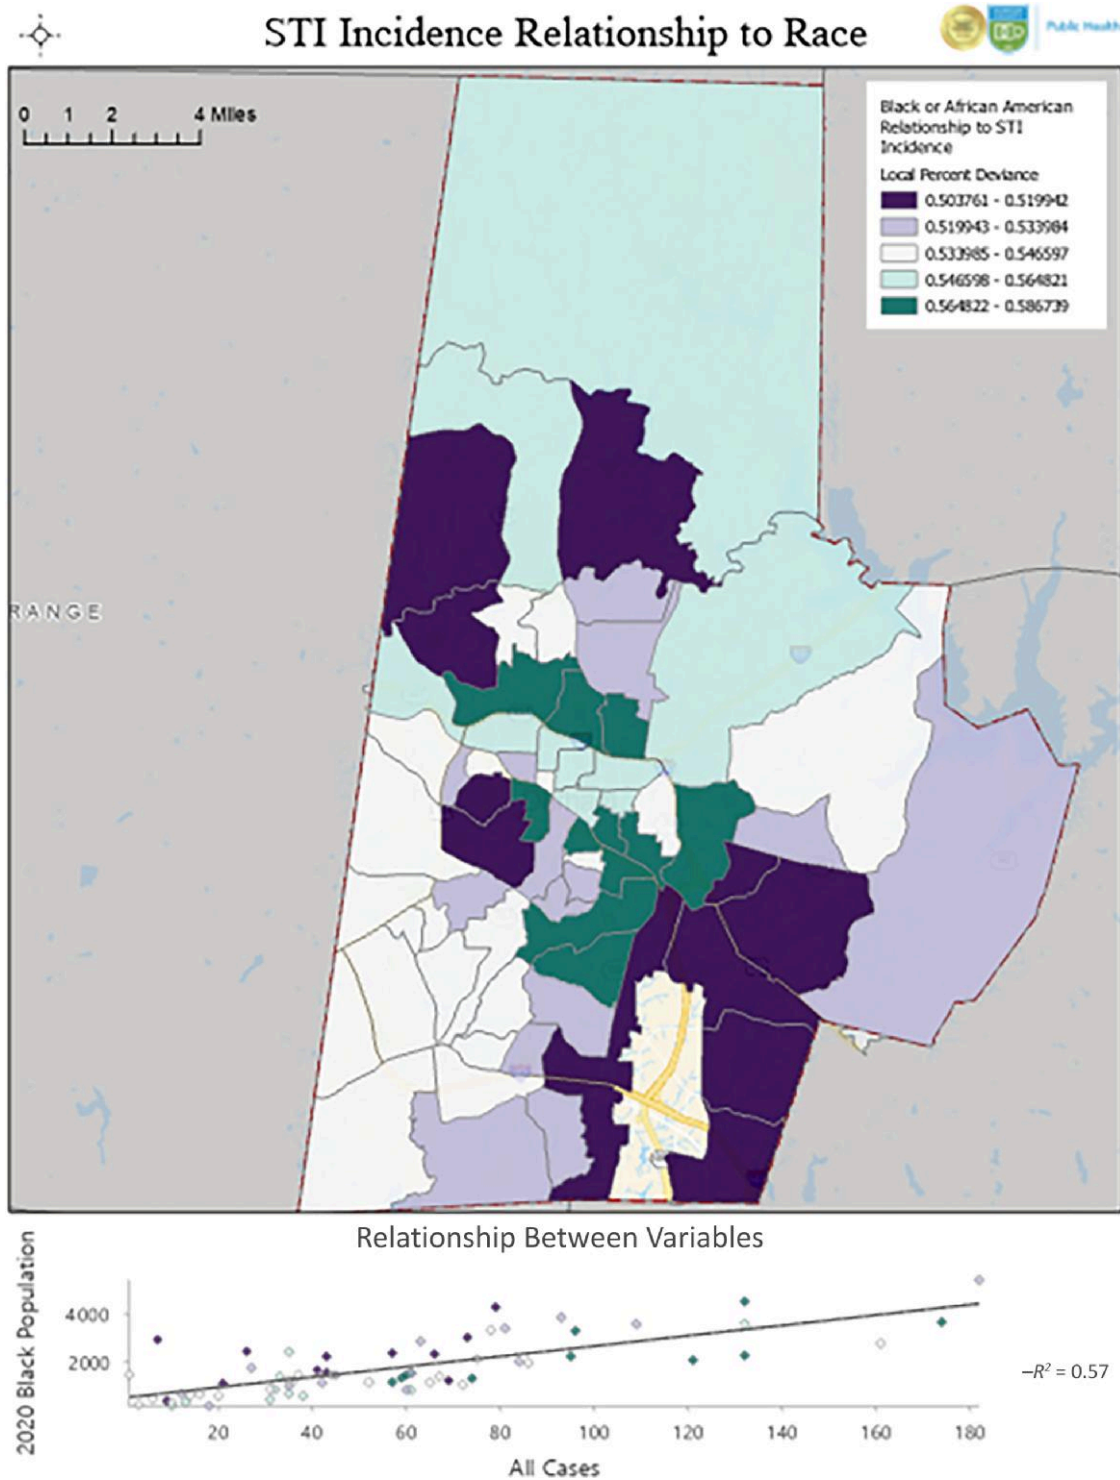 STI Incidence Relationship to Race
Public Health
0 1 2 4 Miles
Black or African American
Relationship to STI
Incidence
Local Percent Deviance
0.503761 - 0.519942
0.519943 - 0.533984
0.533985 - 0.546597
0.546598 - 0.564821
0.564822 - 0.586739
RANGE
Relationship Between Variables
2020 Black Population
4000
2000
–R² = 0.57
20 40 60 80 100 120 140 160 180
All Cases